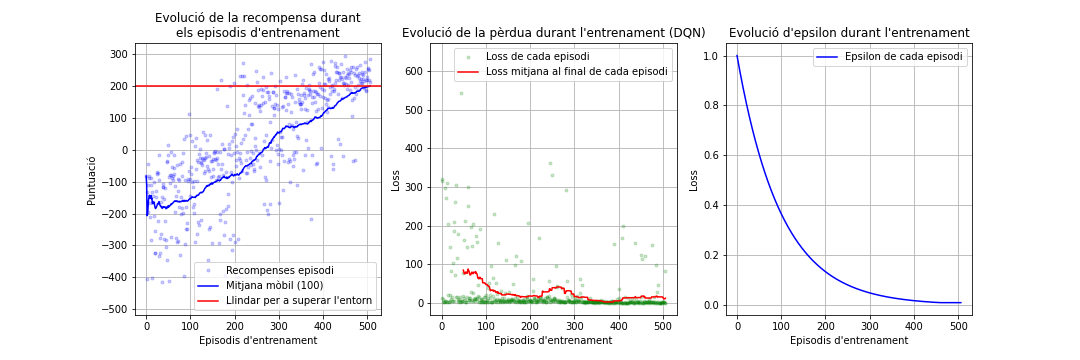 Evolució de la recompensa durant
els episodis d'entrenament
300
200
100
0
−100
−200
−300
−400
−500
Puntuació
Recompenses episodi
Mitjana mòbil (100)
Llindar per a superar l'entorn
0 100 200 300 400 500
Episodis d'entrenament
Evolució de la pèrdua durant l'entrenament (DQN)
Loss de cada episodi
Loss mitjana al final de cada episodi
600
500
400
300
200
100
0
Loss
0 100 200 300 400 500
Episodis d'entrenament
Evolució d'epsilon durant l'entrenament
Epsilon de cada episodi
1.0
0.8
0.6
0.4
0.2
0.0
Loss
0 100 200 300 400 500
Episodis d'entrenament